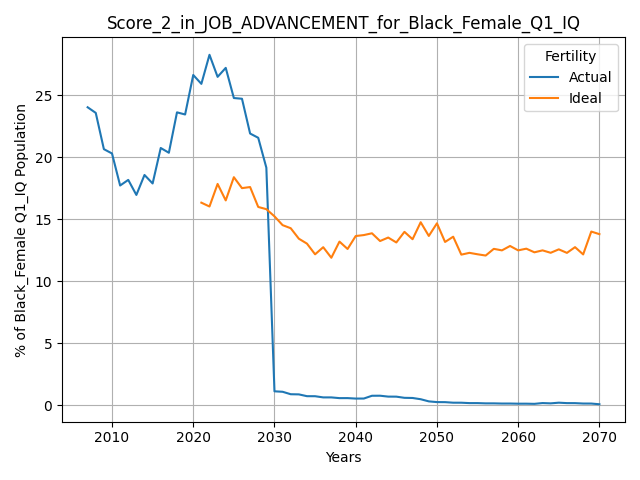 Score_2_in_JOB_ADVANCEMENT_for_Black_Female_Q1_IQ
Fertility
Actual
Ideal
% of Black_Female Q1_IQ Population
25
20
15
10
5
0
2010
2020
2030
2040
2050
2060
2070
Years